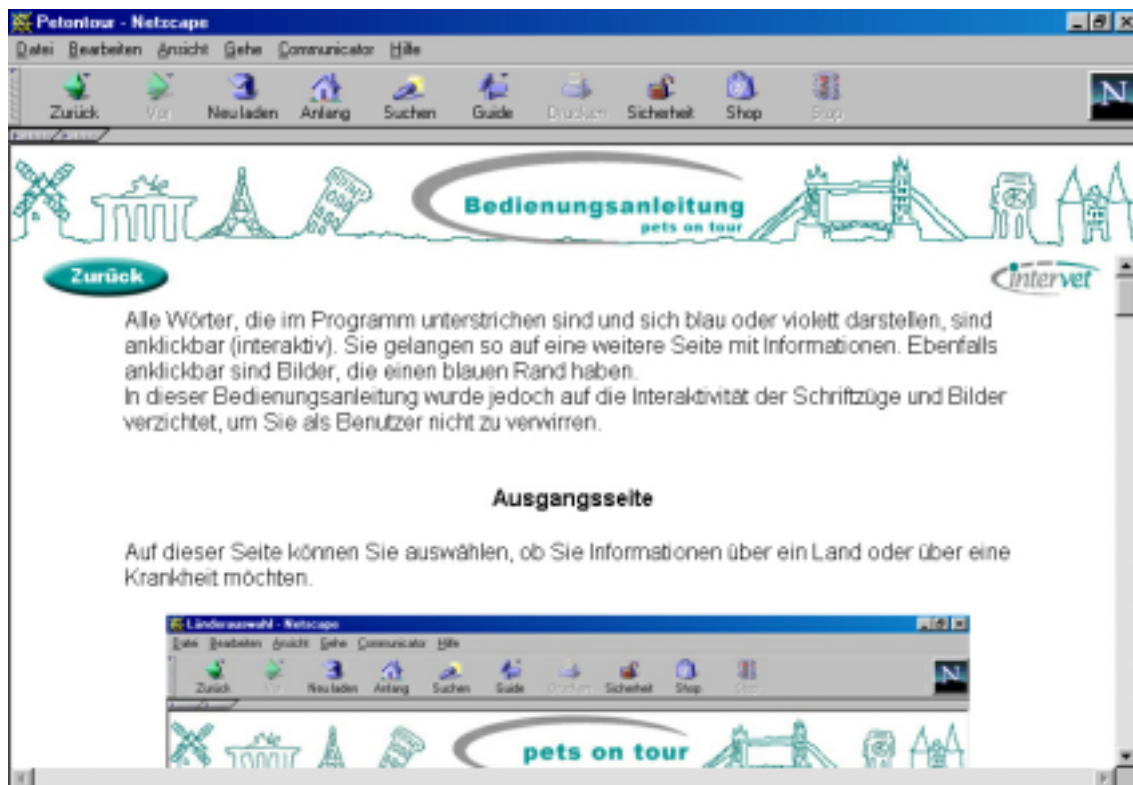 Petontour - Netscape
Datei Bearbeiten Ansicht Gehe Communicator Hilfe
Zurück Vor Neu laden Anfang Suchen Guide Drucken Sicherheit Shop Stop
N
Bedienungsanleitung
pets on tour
Zurück
intervet
Alle Wörter, die im Programm unterstrichen sind und sich blau oder violett darstellen, sind
anklickbar (interaktiv). Sie gelangen so auf eine weitere Seite mit Informationen. Ebenfalls
anklickbar sind Bilder, die einen blauen Rand haben.
In dieser Bedienungsanleitung wurde jedoch auf die Interaktivität der Schriftzüge und Bilder
verzichtet, um Sie als Benutzer nicht zu verwirren.
Ausgangsseite
Auf dieser Seite können Sie auswählen, ob Sie Informationen über ein Land oder über eine
Krankheit möchten.
Länderauswahl - Netscape
Datei Bearbeiten Ansicht Gehe Communicator Hilfe
Zurück Vor Neu laden Anfang Suchen Guide Drucken Sicherheit Shop Stop
N
pets on tour